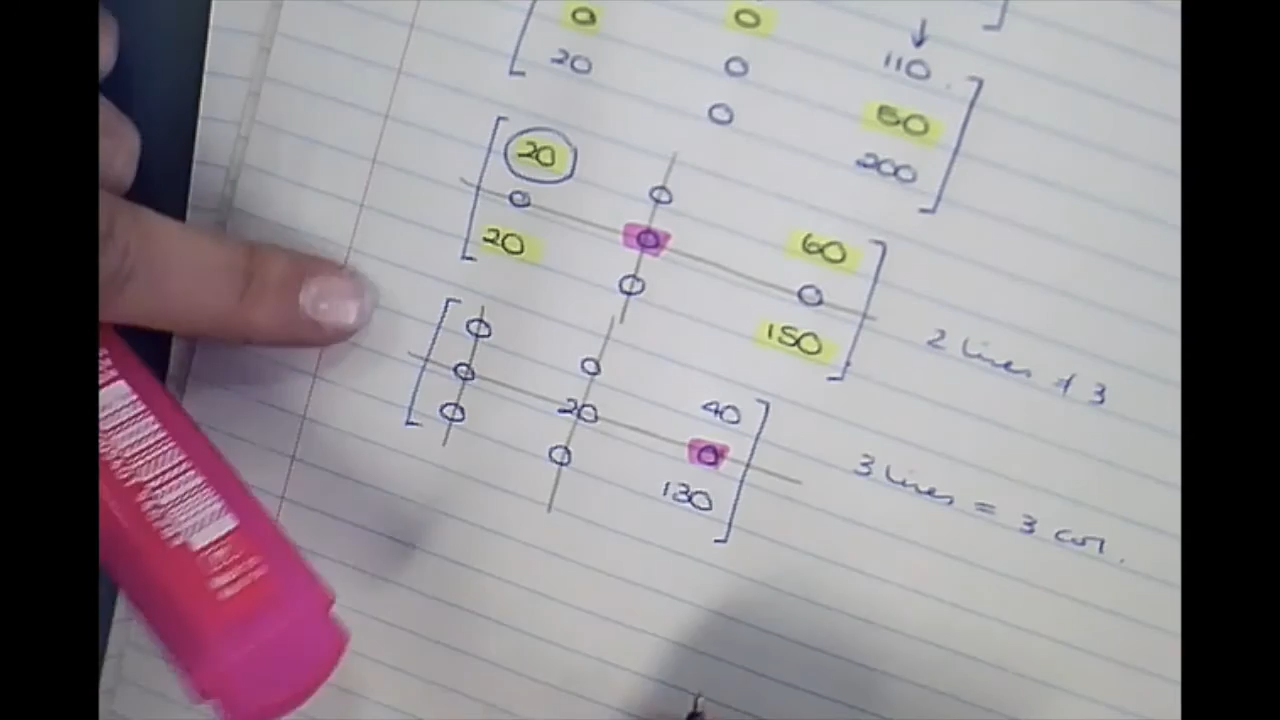 0 110
0 0 50
20 0 200
20 0 60
0 0 0
20 0 150
2 lines ≠ 3
0 0 40
0 20 0
0 0 130
3 lines = 3 col.